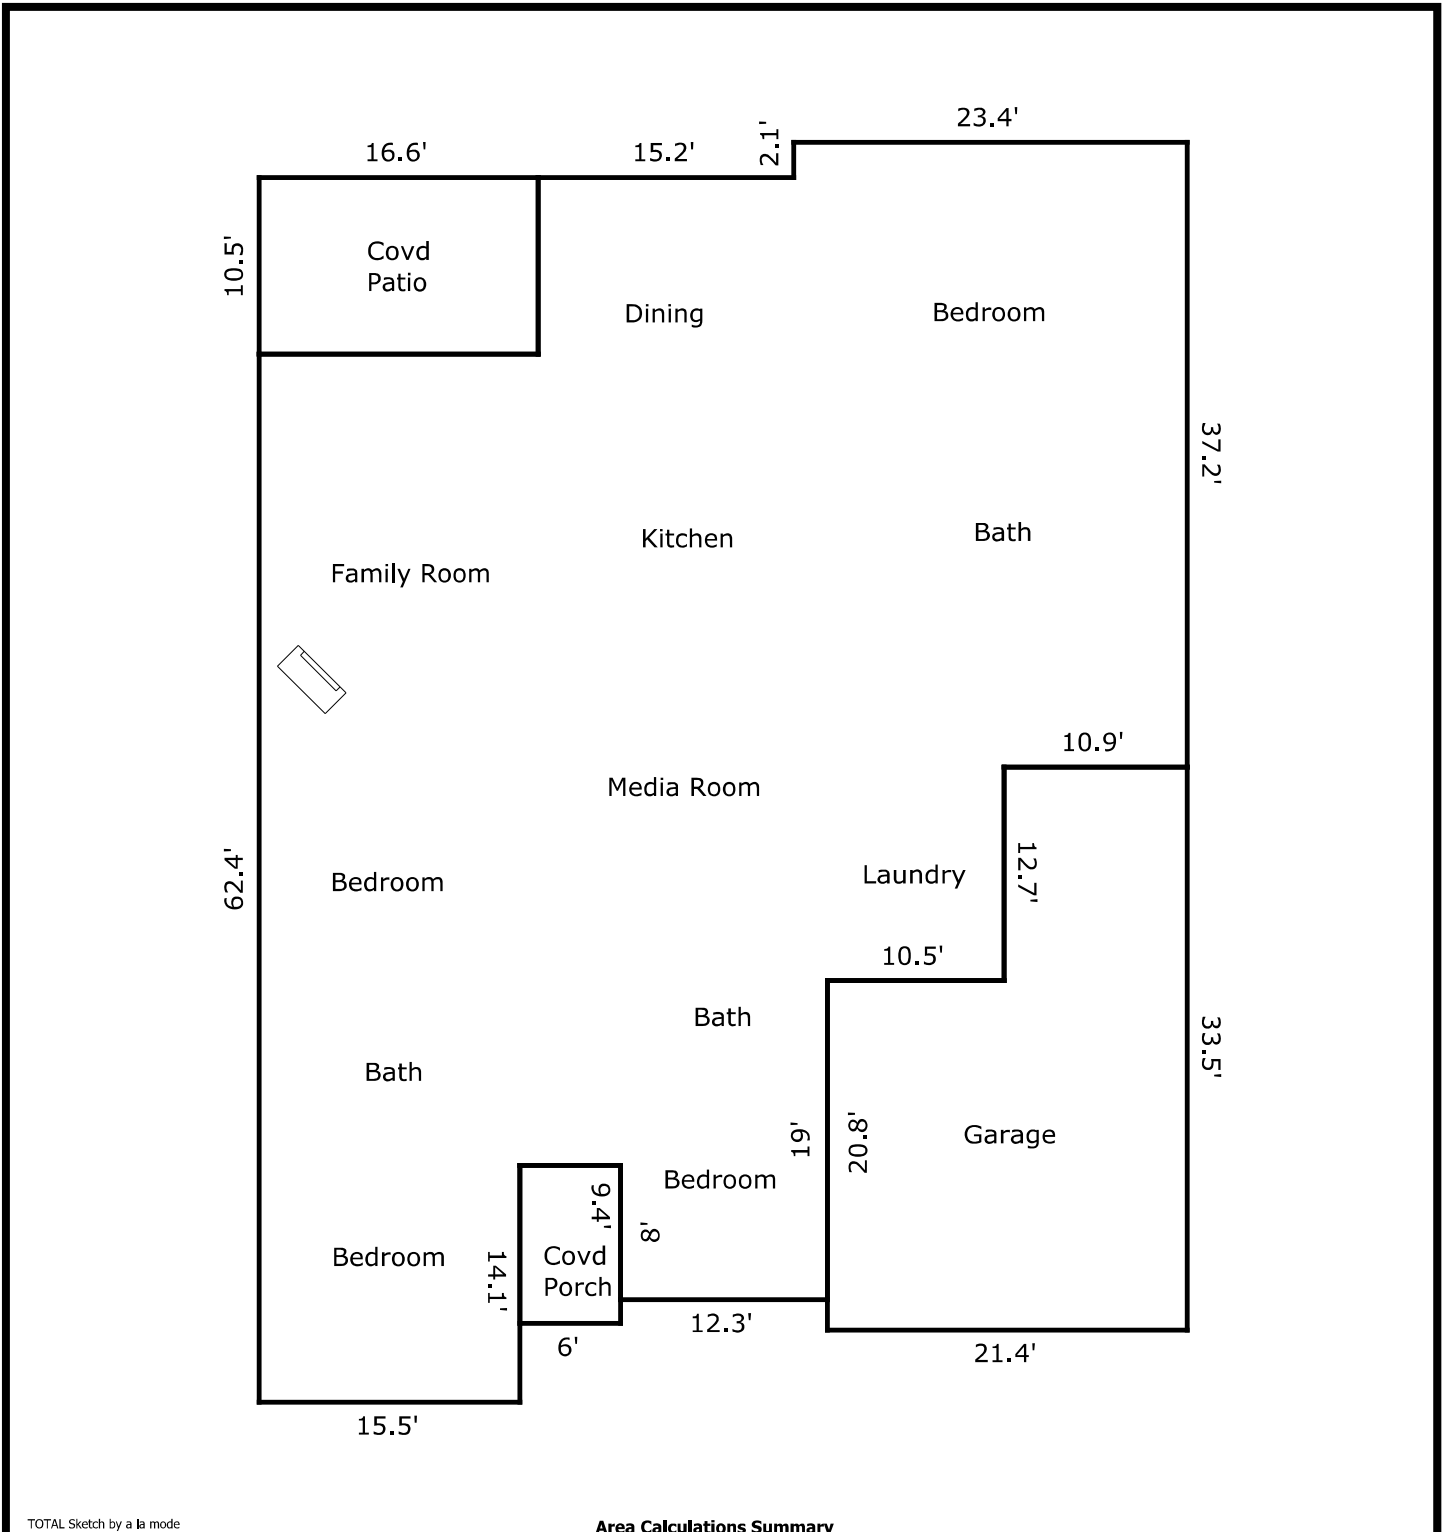 23.4'
2.1'
16.6'
15.2'
10.5'
Covd
Patio
Dining
Bedroom
37.2'
Kitchen
Bath
Family Room
10.9'
Media Room
12.7'
Laundry
Bedroom
62.4'
10.5'
Bath
33.5'
Bath
19'
20.8'
Garage
Bedroom
9.4'
8'
Bedroom
14.1'
Covd
Porch
12.3'
6'
21.4'
15.5'
TOTAL Sketch by a la mode
Area Calculations Summary